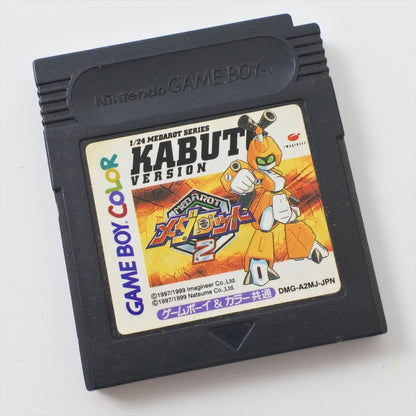 Nintendo GAME BOY TM
GAME BOY COLOR
1/24 MEDAROT SERIES
KABUTO
VERSION
imagineer
MEDAROT
メダロット
2
©1997/1999 Imagineer Co.,Ltd.
©1997/1999 Natsume Co.,Ltd.
DMG-A2MJ-JPN
ゲームボーイ & カラー 共通